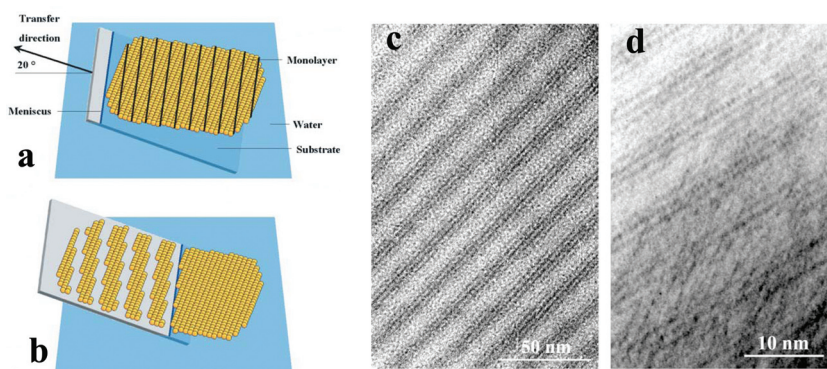 Transfer
direction
20 °
Meniscus
Monolayer
Water
Substrate
a
b
c
50 nm
d
10 nm